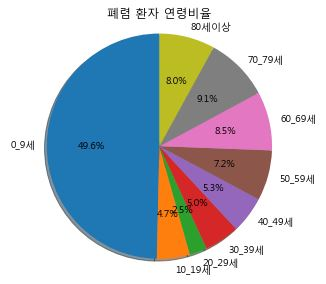 폐렴 환자 연령비율
80세이상
8.0%
70_79세
9.1%
60_69세
8.5%
0_9세
49.6%
7.2%
50_59세
5.3%
40_49세
5.0%
30_39세
2.5%
20_29세
4.7%
10_19세